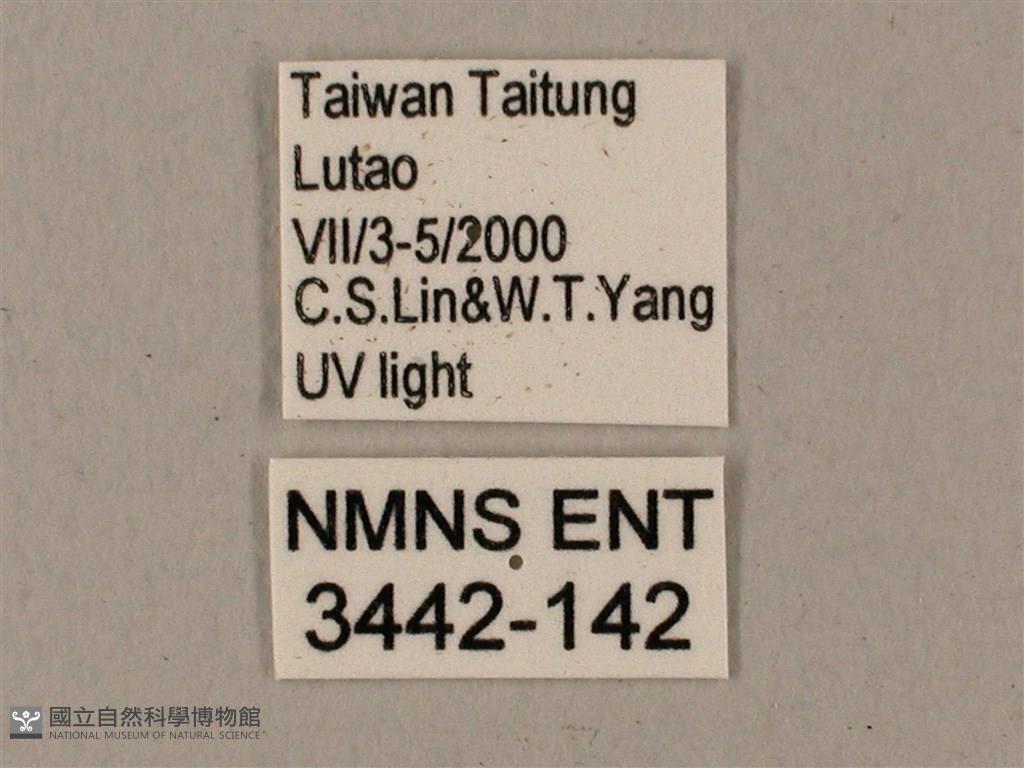 Taiwan Taitung
Lutao
VII/3-5/2000
C.S.Lin&W.T.Yang
UV light
NMNS ENT
3442-142
國立自然科學博物館
NATIONAL MUSEUM OF NATURAL SCIENCE